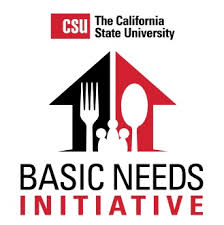 CSU The California
State University
BASIC NEEDS
INITIATIVE